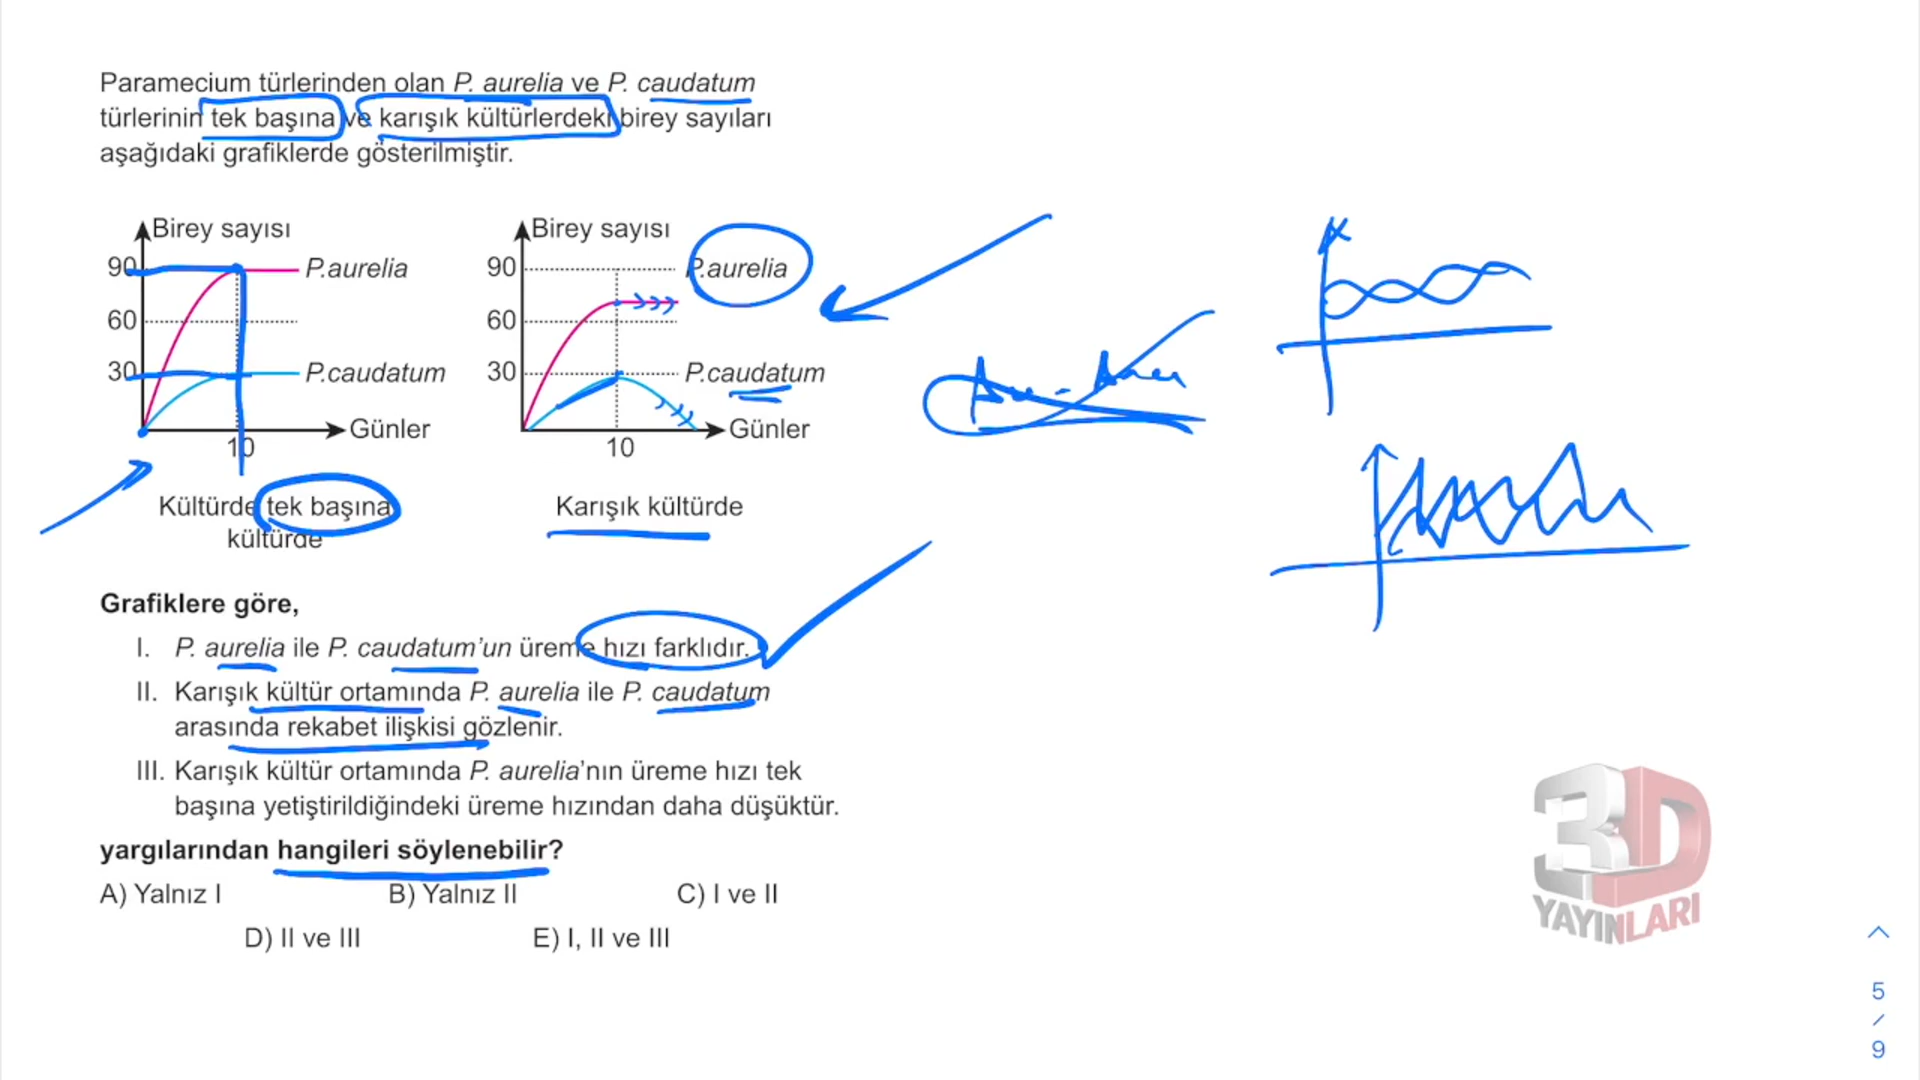 Paramecium türlerinden olan P. aurelia ve P. caudatum
türlerinin tek başına ve karışık kültürlerdeki birey sayıları
aşağıdaki grafiklerde gösterilmiştir.
Birey sayısı
90
P.aurelia
60
30
P.caudatum
Günler
10
Kültürde tek başına
kültürde
Birey sayısı
90
P.aurelia
60
30
P.caudatum
Günler
10
Karışık kültürde
Grafiklere göre,
I. P. aurelia ile P. caudatum'un üreme hızı farklıdır.
II. Karışık kültür ortamında P. aurelia ile P. caudatum
arasında rekabet ilişkisi gözlenir.
III. Karışık kültür ortamında P. aurelia'nın üreme hızı tek
başına yetiştirildiğindeki üreme hızından daha düşüktür.
yargılarından hangileri söylenebilir?
A) Yalnız I B) Yalnız II C) I ve II
D) II ve III E) I, II ve III
3D
YAYINLARI
5
/
9